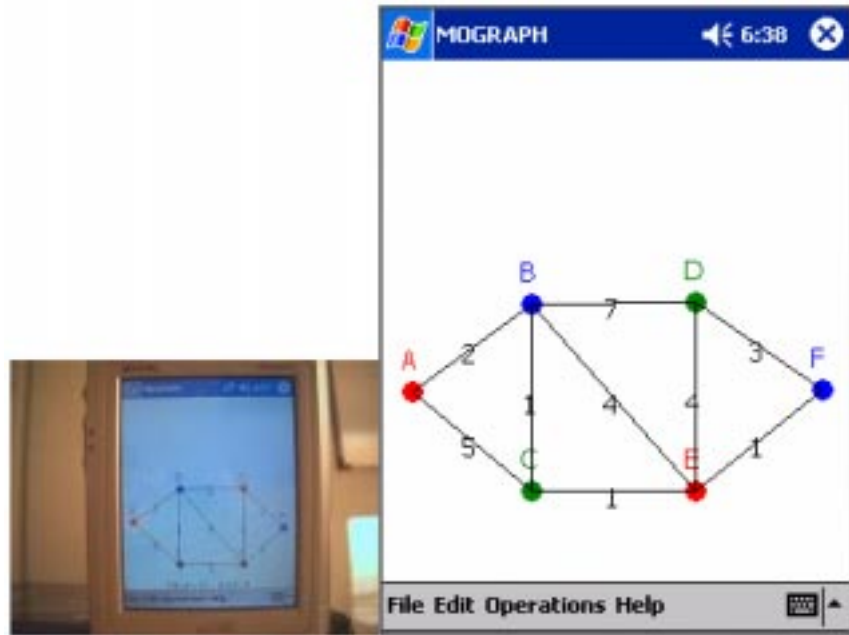 MOGRAPH 6:38
B D
7
A 2 3 F
1 4 4
5 C E 1
1
File Edit Operations Help